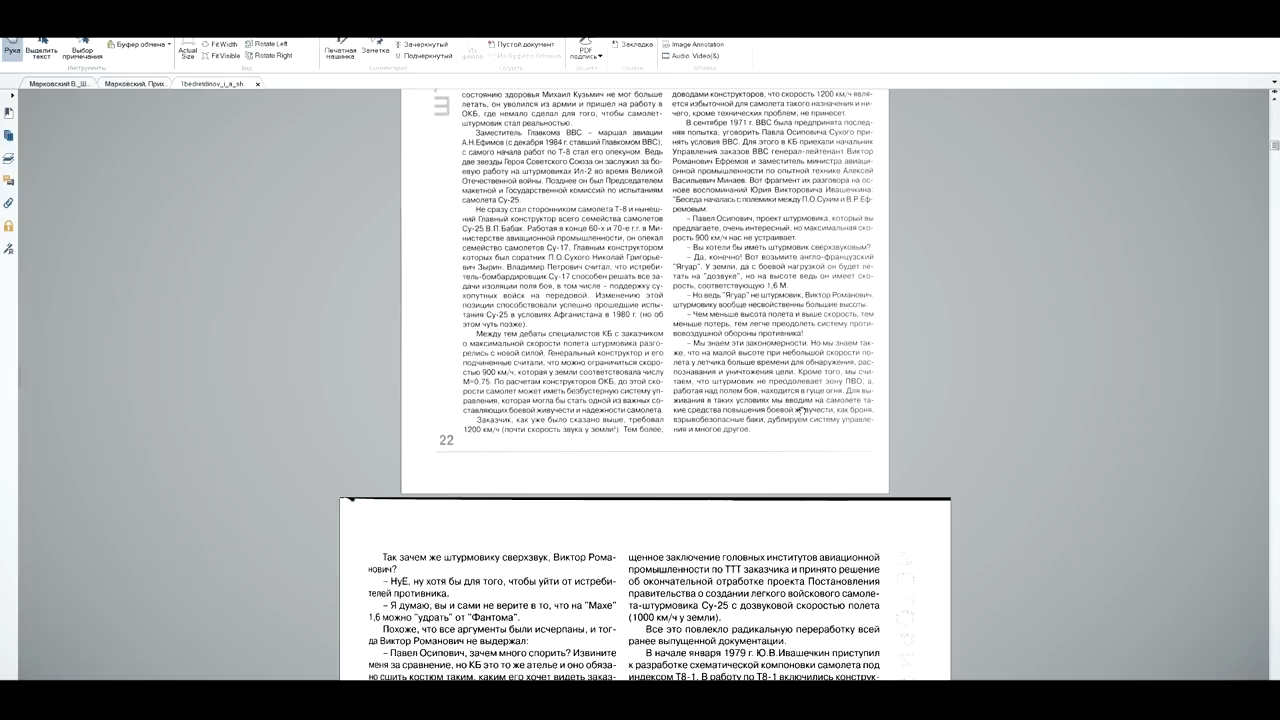 Рука
Выделить
текст
Выбор
примечания
Буфер обмена
Инструменты
Actual
Size
Fit Width
Fit Visible
Rotate Left
Rotate Right
Вид
Печатная
машинка
Заметка
Зачеркнутый
Подчеркнутый
Комментарий
Пустой документ
Из Буфера Обмена
Создать
PDF
подпись
Закладка
Image Annotation
Audio Video(&)
Марковский В_Ш...
Марковский, Прих...
1bedretdinov_i_a_sh...
состоянию здоровья Михаил Кузьмич не мог больше
летать, он уволился из армии и пришел на работу в
ОКБ, где немало сделал для того, чтобы самолет-
штурмовик стал реальностью.
Заместитель Главкома ВВС – маршал авиации
А.Н.Ефимов (с декабря 1984 г. ставший Главкомом ВВС),
с самого начала работ по Т-8 стал его опекуном. Ведь
две звезды Героя Советского Союза он заслужил за бо-
евую работу на штурмовиках Ил-2 во время Великой
Отечественной войны. Позднее он был Председателем
макетной и Государственной комиссий по испытаниям
самолета Су-25.
Не сразу стал сторонником самолета Т-8 и нынеш-
ний Главный конструктор всего семейства самолетов
Су-25 В.П.Бабак. Работая в конце 60-х и 70-е г.г. в Ми-
нистерстве авиационной промышленности, он опекал
семейство самолетов Су-17, Главным конструктором
которых был соратник П.О.Сухого Николай Григорье-
вич Зырин. Владимир Петрович считал, что истреби-
тель-бомбардировщик Су-17 способен решать все за-
дачи изоляции поля боя, в том числе - поддержку су-
хопутных войск на передовой. Изменению этой
позиции способствовали успешно прошедшие испы-
тания Су-25 в условиях Афганистана в 1980 г. (но об
этом чуть позже).
Между тем дебаты специалистов КБ с заказчиком
о максимальной скорости полета штурмовика разго-
релись с новой силой. Генеральный конструктор и его
подчиненные считали, что можно ограничиться скоро-
стью 900 км/ч, которая у земли соответствовала числу
М=0,75. По расчетам конструкторов ОКБ, до этой ско-
рости самолет может иметь безбустерную систему уп-
равления, которая могла бы стать одной из важных со-
ставляющих боевой живучести и надежности самолета.
Заказчик, как уже было сказано выше, требовал
1200 км/ч (почти скорость звука у земли!) Тем более,
22
доводами конструкторов, что скорость 1200 км/ч явля-
ется избыточной для самолета такого назначения и ни-
чего, кроме технических проблем, не принесет.
В сентябре 1971 г. ВВС была предпринята послед-
няя попытка, уговорить Павла Осиповича Сухого при-
нять условия ВВС. Для этого в КБ приехали начальник
Управления заказов ВВС генерал-лейтенант Виктор
Романович Ефремов и заместитель министра авиаци-
онной промышленности по опытной технике Алексей
Васильевич Минаев. Вот фрагмент их разговора на ос-
нове воспоминаний Юрия Викторовича Ивашечкина:
"Беседа началась с полемики между П.О.Сухим и В.Р. Еф-
ремовым:
– Павел Осипович, проект штурмовика, который вы
предлагаете, очень интересный, но максимальная ско-
рость 900 км/ч нас не устраивает.
– Вы хотели бы иметь штурмовик сверхзвуковым?
– Да, конечно! Вот возьмите англо-французский
"Ягуар". У земли, да с боевой нагрузкой он будет ле-
тать на "дозвуке", но на высоте ведь он имеет ско-
рость, соответствующую 1,6 М.
– Но ведь "Ягуар" не штурмовик, Виктор Романович,
штурмовику вообще несвойственны большие высоты.
– Чем меньше высота полета и выше скорость, тем
меньше потерь, тем легче преодолеть систему проти-
вовоздушной обороны противника!
– Мы знаем эти закономерности. Но мы знаем так-
же, что на малой высоте при небольшой скорости по-
лета у летчика больше времени для обнаружения, рас-
познавания и уничтожения цели. Кроме того, мы счи-
таем, что штурмовик не преодолевает зону ПВО, а,
работая над полем боя, находится в гуще огня. Для вы-
живания в таких условиях мы вводим на самолете та-
кие средства повышения боевой живучести, как броня,
взрывобезопасные баки, дублируем систему управле-
ния и многое другое.
Так зачем же штурмовику сверхзвук, Виктор Рома-
нович?
– НуЕ, ну хотя бы для того, чтобы уйти от истреби-
телей противника.
– Я думаю, вы и сами не верите в то, что на "Махе"
1,6 можно "удрать" от "Фантома".
Похоже, что все аргументы были исчерпаны, и тог-
да Виктор Романович не выдержал:
– Павел Осипович, зачем много спорить? Извините
меня за сравнение, но КБ это то же ателье и оно обяза-
но сшить костюм таким, каким его хочет видеть заказ-
щенное заключение головных институтов авиационной
промышленности по ТТТ заказчика и принято решение
об окончательной отработке проекта Постановления
правительства о создании легкого войскового самоле-
та-штурмовика Су-25 с дозвуковой скоростью полета
(1000 км/ч у земли).
Все это повлекло радикальную переработку всей
ранее выпущенной документации.
В начале января 1979 г. Ю.В.Ивашечкин приступил
к разработке схематической компоновки самолета под
индексом Т8-1. В работу по Т8-1 включились конструк-